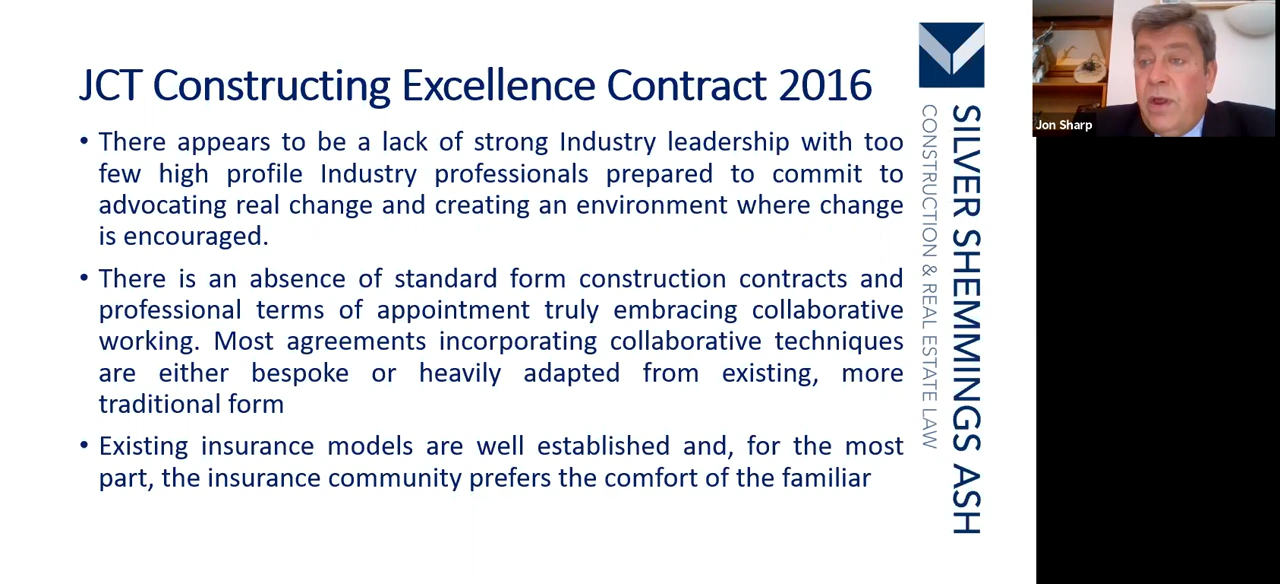 JCT Constructing Excellence Contract 2016
• There appears to be a lack of strong Industry leadership with too
few high profile Industry professionals prepared to commit to
advocating real change and creating an environment where change
is encouraged.
• There is an absence of standard form construction contracts and
professional terms of appointment truly embracing collaborative
working. Most agreements incorporating collaborative techniques
are either bespoke or heavily adapted from existing, more
traditional form
• Existing insurance models are well established and, for the most
part, the insurance community prefers the comfort of the familiar
SILVER SHEMMINGS ASH
CONSTRUCTION & REAL ESTATE LAW
Jon Sharp